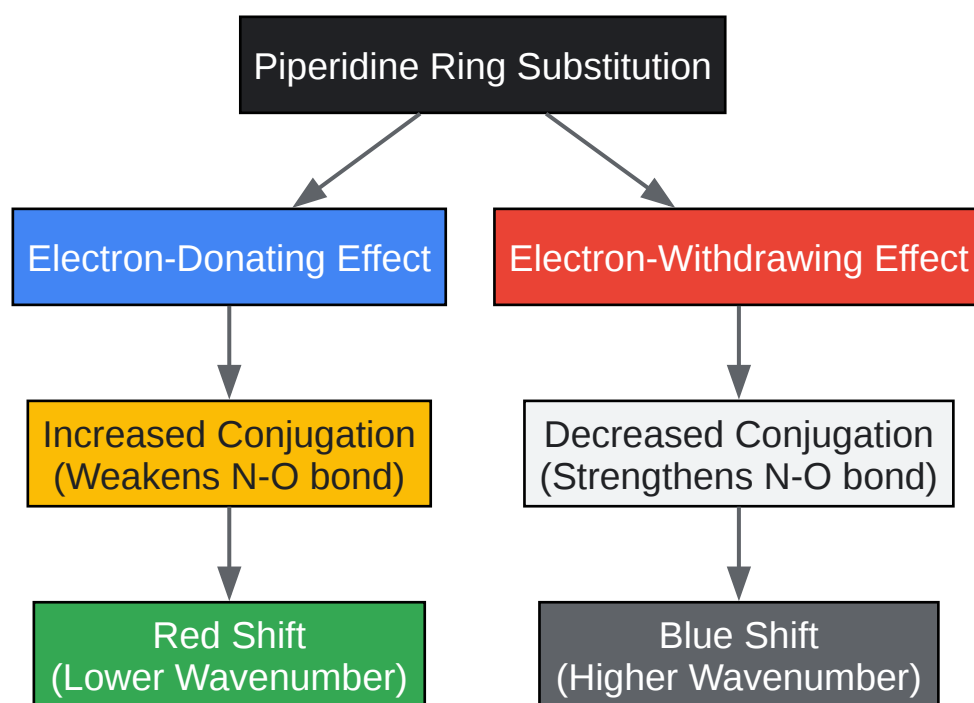 Piperidine Ring Substitution
Electron-Donating Effect
Electron-Withdrawing Effect
Increased Conjugation
(Weakens N-O bond)
Decreased Conjugation
(Strengthens N-O bond)
Red Shift
(Lower Wavenumber)
Blue Shift
(Higher Wavenumber)